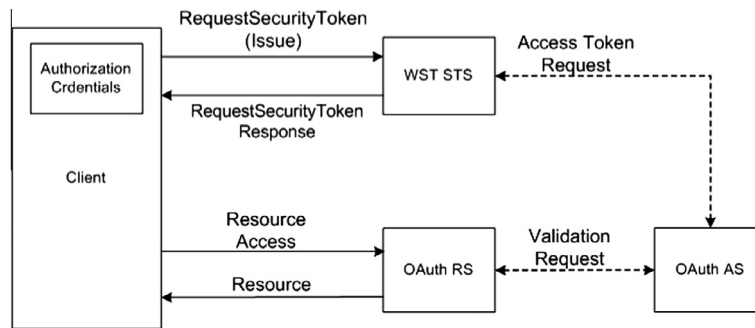 RequestSecurityToken
(Issue)
Authorization
Crdentials
WST STS
Access Token
Request
RequestSecurityToken
Response
Client
Resource
Access
OAuth RS
Validation
Request
OAuth AS
Resource